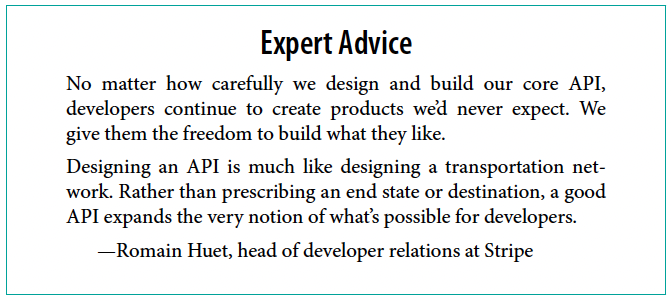 Expert Advice
No matter how carefully we design and build our core API,
developers continue to create products we’d never expect. We
give them the freedom to build what they like.
Designing an API is much like designing a transportation net-
work. Rather than prescribing an end state or destination, a good
API expands the very notion of what’s possible for developers.
—Romain Huet, head of developer relations at Stripe